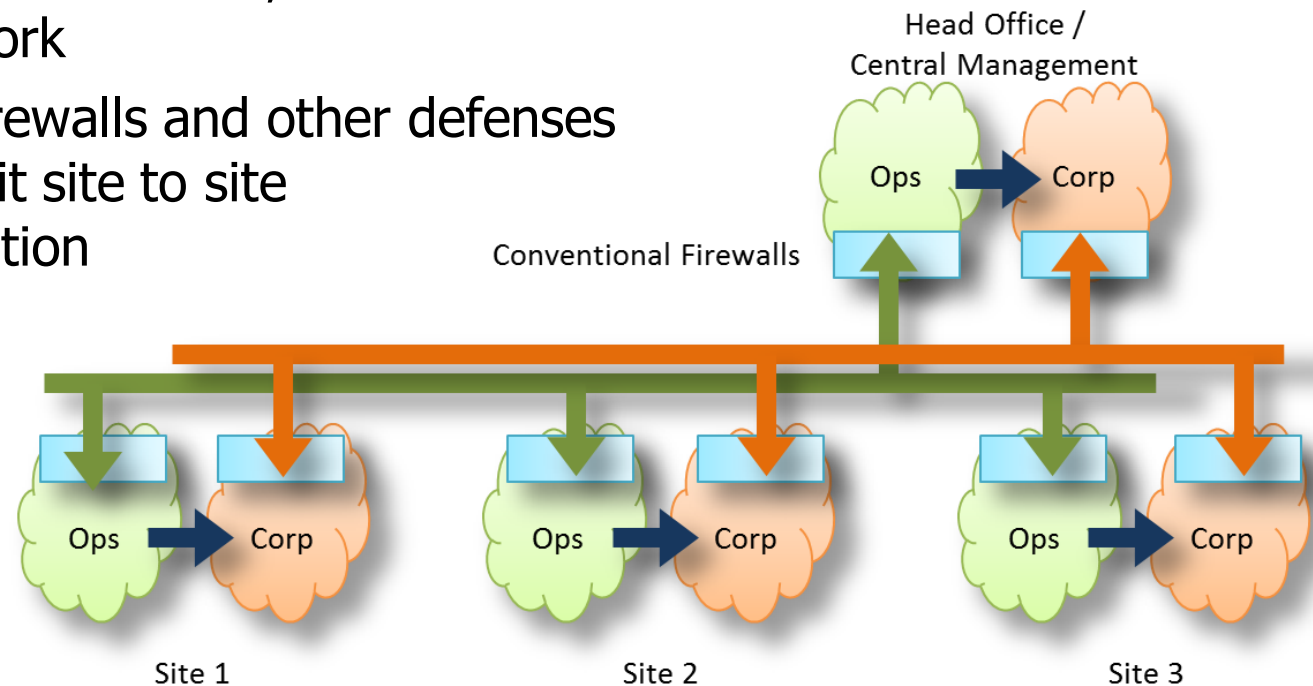 ork
rewalls and other defenses
it site to site
tion
Head Office /
Central Management
Ops
Corp
Conventional Firewalls
Ops
Corp
Ops
Corp
Ops
Corp
Site 1
Site 2
Site 3